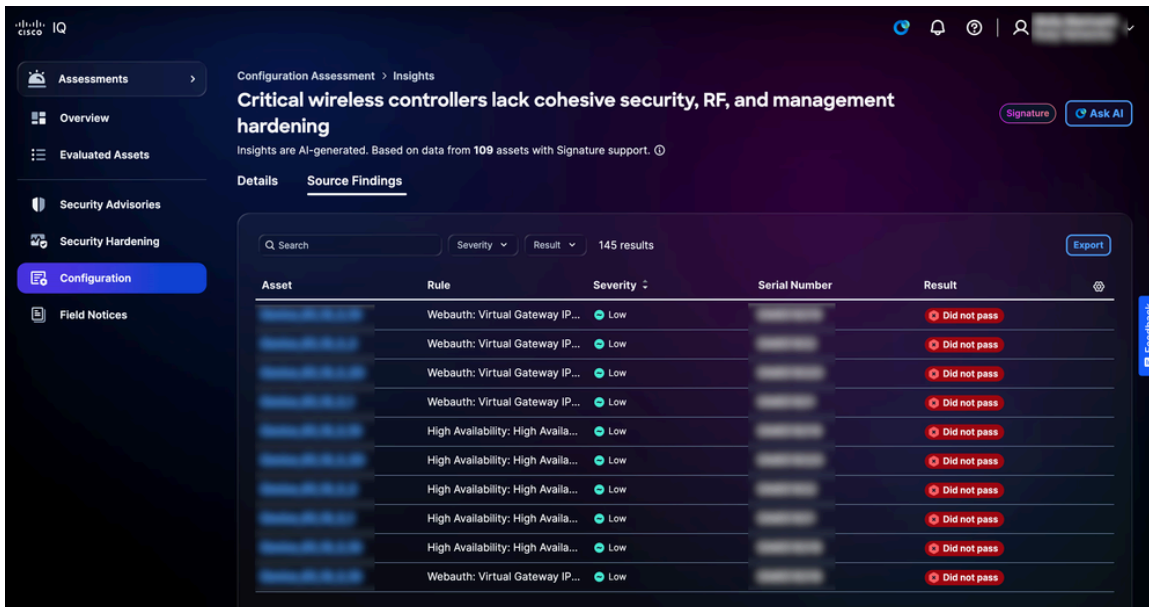 cisco IQ
Assessments
Overview
Evaluated Assets
Security Advisories
Security Hardening
Configuration
Field Notices
Configuration Assessment > Insights
Critical wireless controllers lack cohesive security, RF, and management
hardening
Signature
Ask AI
Insights are AI-generated. Based on data from 109 assets with Signature support.
Details Source Findings
Search Severity Result 145 results Export
Asset Rule Severity Serial Number Result
Webauth: Virtual Gateway IP... Low Did not pass
Webauth: Virtual Gateway IP... Low Did not pass
Webauth: Virtual Gateway IP... Low Did not pass
Webauth: Virtual Gateway IP... Low Did not pass
High Availability: High Availa... Low Did not pass
High Availability: High Availa... Low Did not pass
High Availability: High Availa... Low Did not pass
High Availability: High Availa... Low Did not pass
High Availability: High Availa... Low Did not pass
Webauth: Virtual Gateway IP... Low Did not pass
Feedback